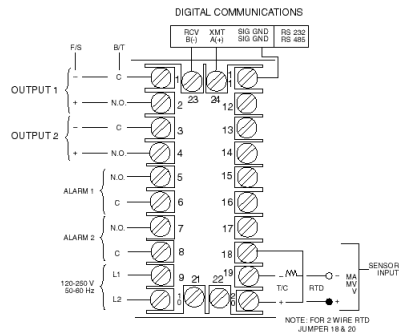 DIGITAL COMMUNICATIONS
RCV XMT SIG GND RS 232
B(-) A(+) SIG GND RS 485
F/S B/T
OUTPUT 1
− C 1
+ N.O. 2
OUTPUT 2
− C 3
+ N.O. 4
ALARM 1
N.O. 5
C 6
ALARM 2
N.O. 7
C 8
120-250 V
50-60 Hz
L1 9
L2 10
23 24
21 22
11
12
13
14
15
16
17
18
19
20
− −
T/C RTD
+ +
MA
MV
V
SENSOR
INPUT
NOTE: FOR 2 WIRE RTD
JUMPER 18 & 20